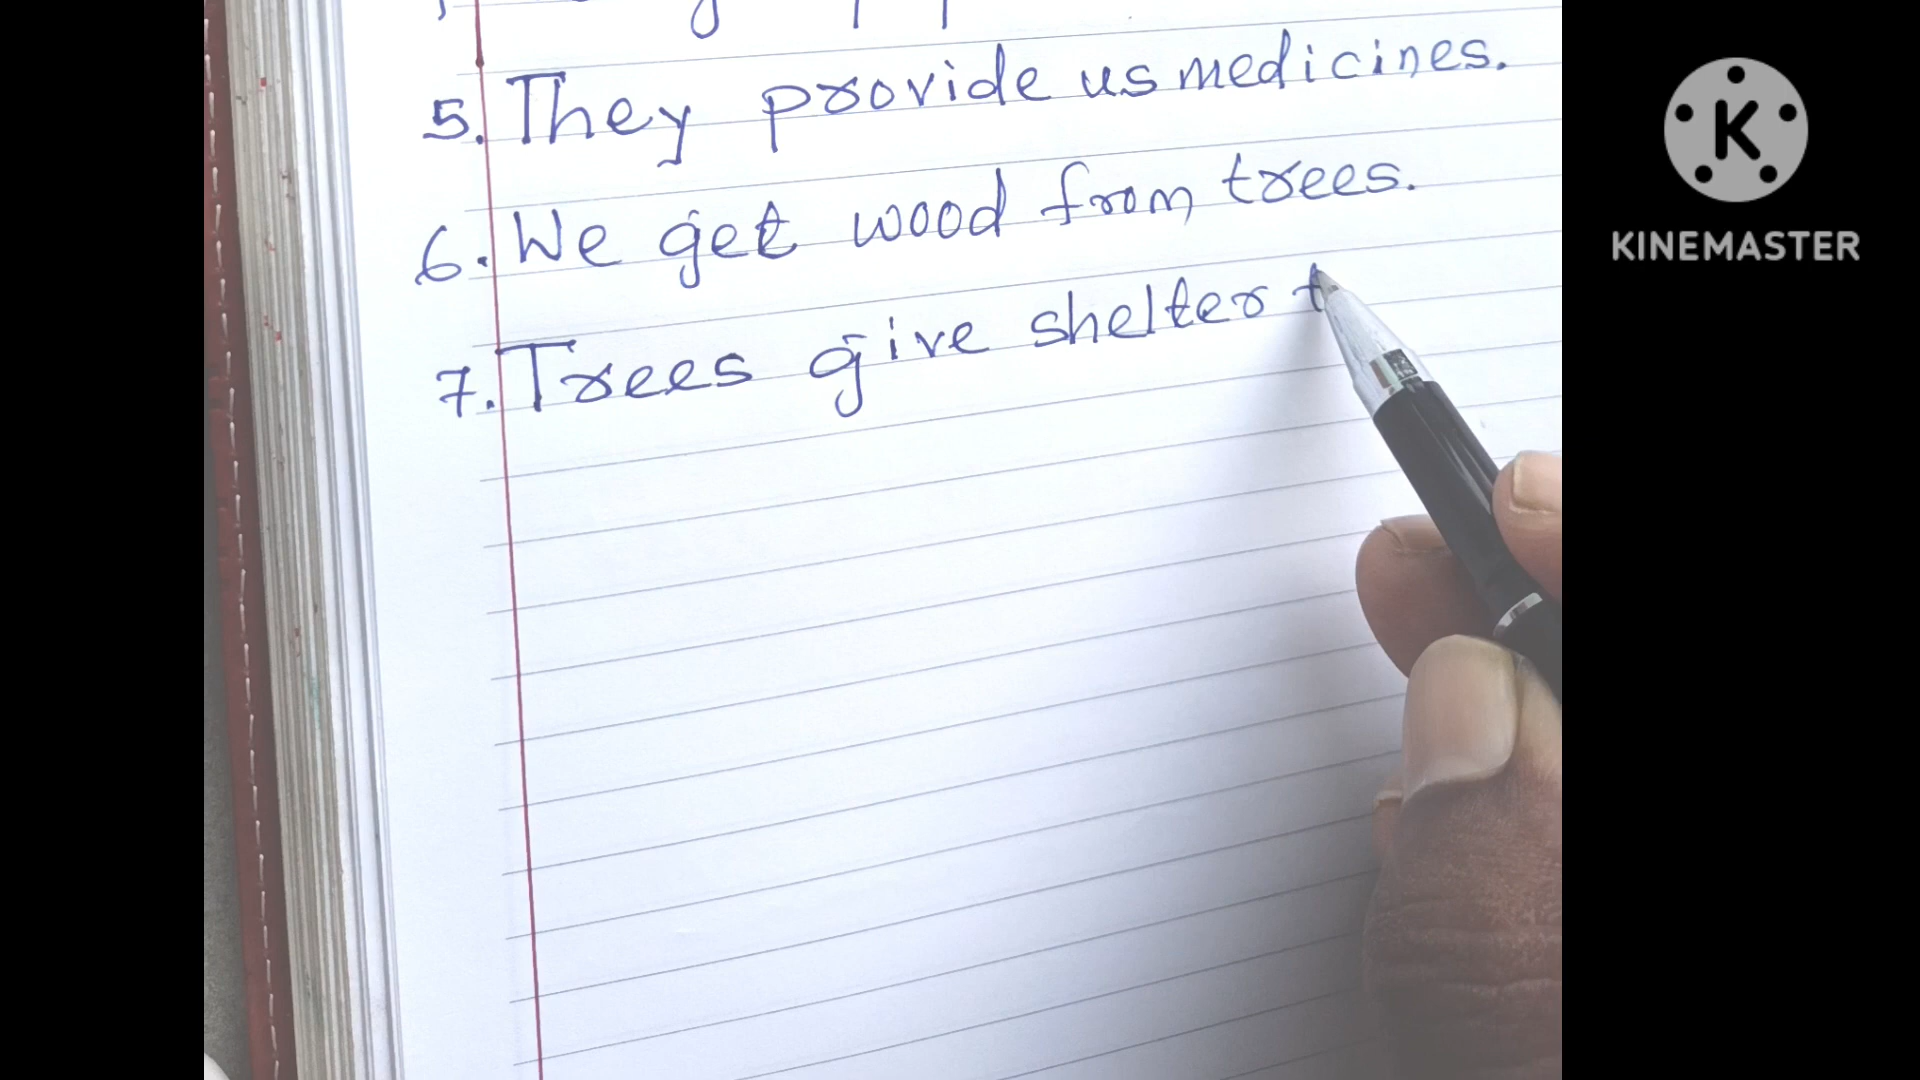 5. They provide us medicines.
6. We get wood from trees.
7. Trees give shelter t
KINEMASTER